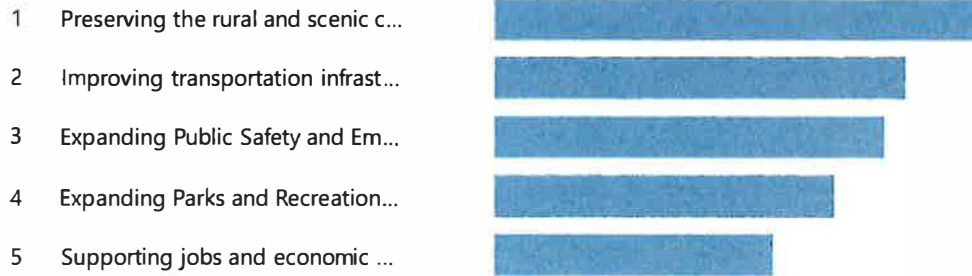 1 Preserving the rural and scenic c...
2 Improving transportation infrast...
3 Expanding Public Safety and Em...
4 Expanding Parks and Recreation...
5 Supporting jobs and economic ...